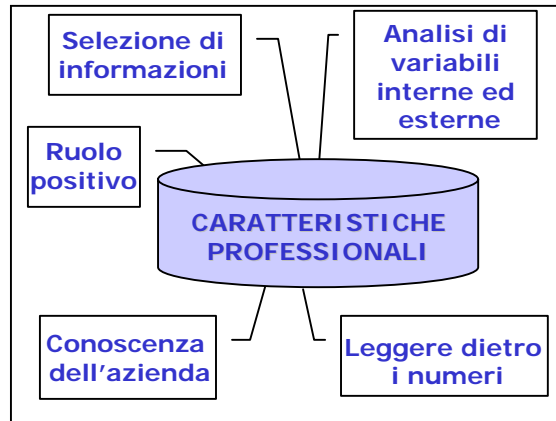 Selezione di
informazioni
Analisi di
variabili
interne ed
esterne
Ruolo
positivo
CARATTERISTICHE
PROFESSIONALI
Conoscenza
dell'azienda
Leggere dietro
i numeri